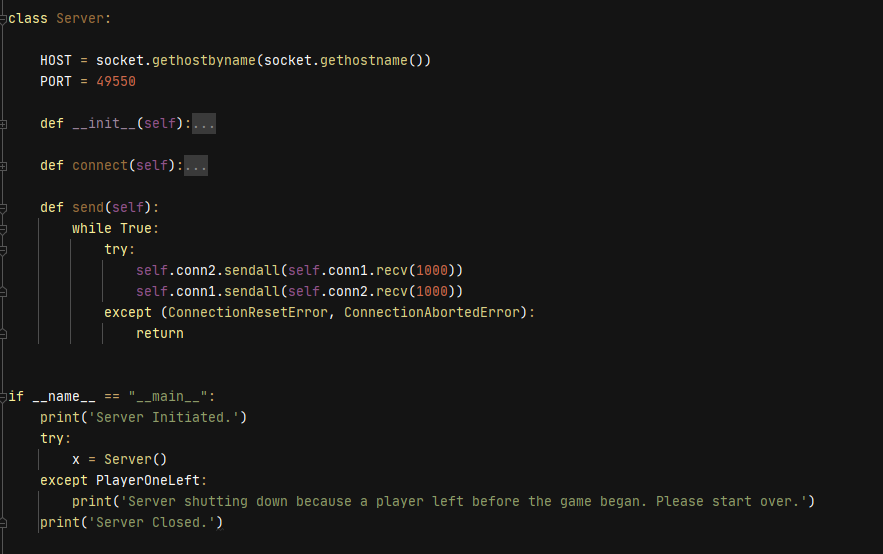 class Server:
HOST = socket.gethostbyname(socket.gethostname())
PORT = 49550
def __init__(self):...
def connect(self):...
def send(self):
while True:
try:
self.conn2.sendall(self.conn1.recv(1000))
self.conn1.sendall(self.conn2.recv(1000))
except (ConnectionResetError, ConnectionAbortedError):
return
if __name__ == "__main__":
print('Server Initiated.')
try:
x = Server()
except PlayerOneLeft:
print('Server shutting down because a player left before the game began. Please start over.')
print('Server Closed.')